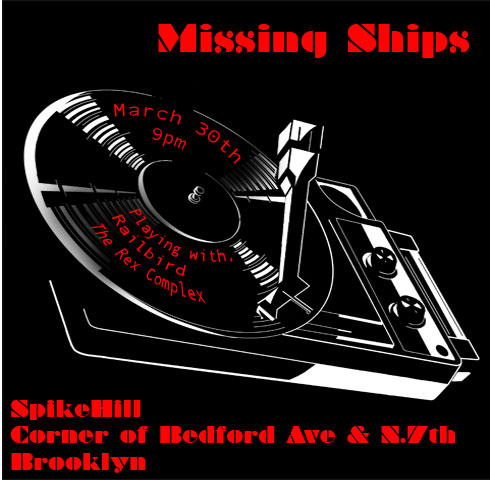 Missing Ships
March 30th
9pm
Playing with,
Railbird
The Rex Complex
SpikeHill
Corner of Bedford Ave & N.7th
Brooklyn